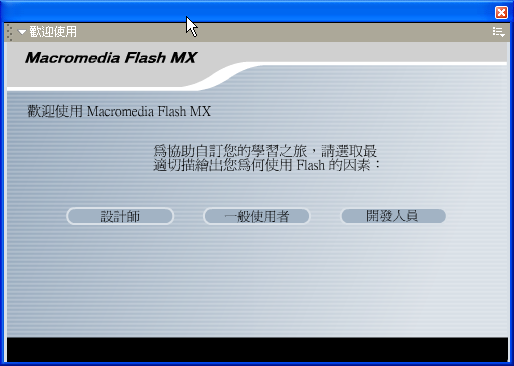 歡迎使用
Macromedia Flash MX
歡迎使用 Macromedia Flash MX
為協助自訂您的學習之旅，請選取最
適切描繪出您為何使用 Flash 的因素：
設計師
一般使用者
開發人員